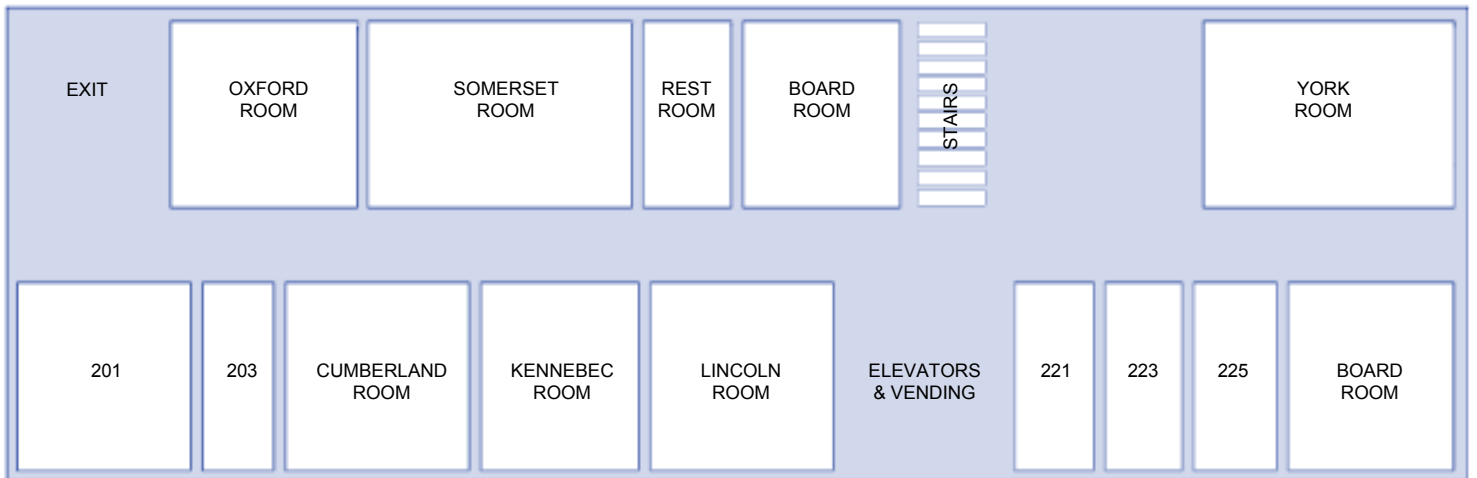 EXIT
OXFORD
ROOM
SOMERSET
ROOM
REST
ROOM
BOARD
ROOM
STAIRS
YORK
ROOM
201
203
CUMBERLAND
ROOM
KENNEBEC
ROOM
LINCOLN
ROOM
ELEVATORS
& VENDING
221
223
225
BOARD
ROOM